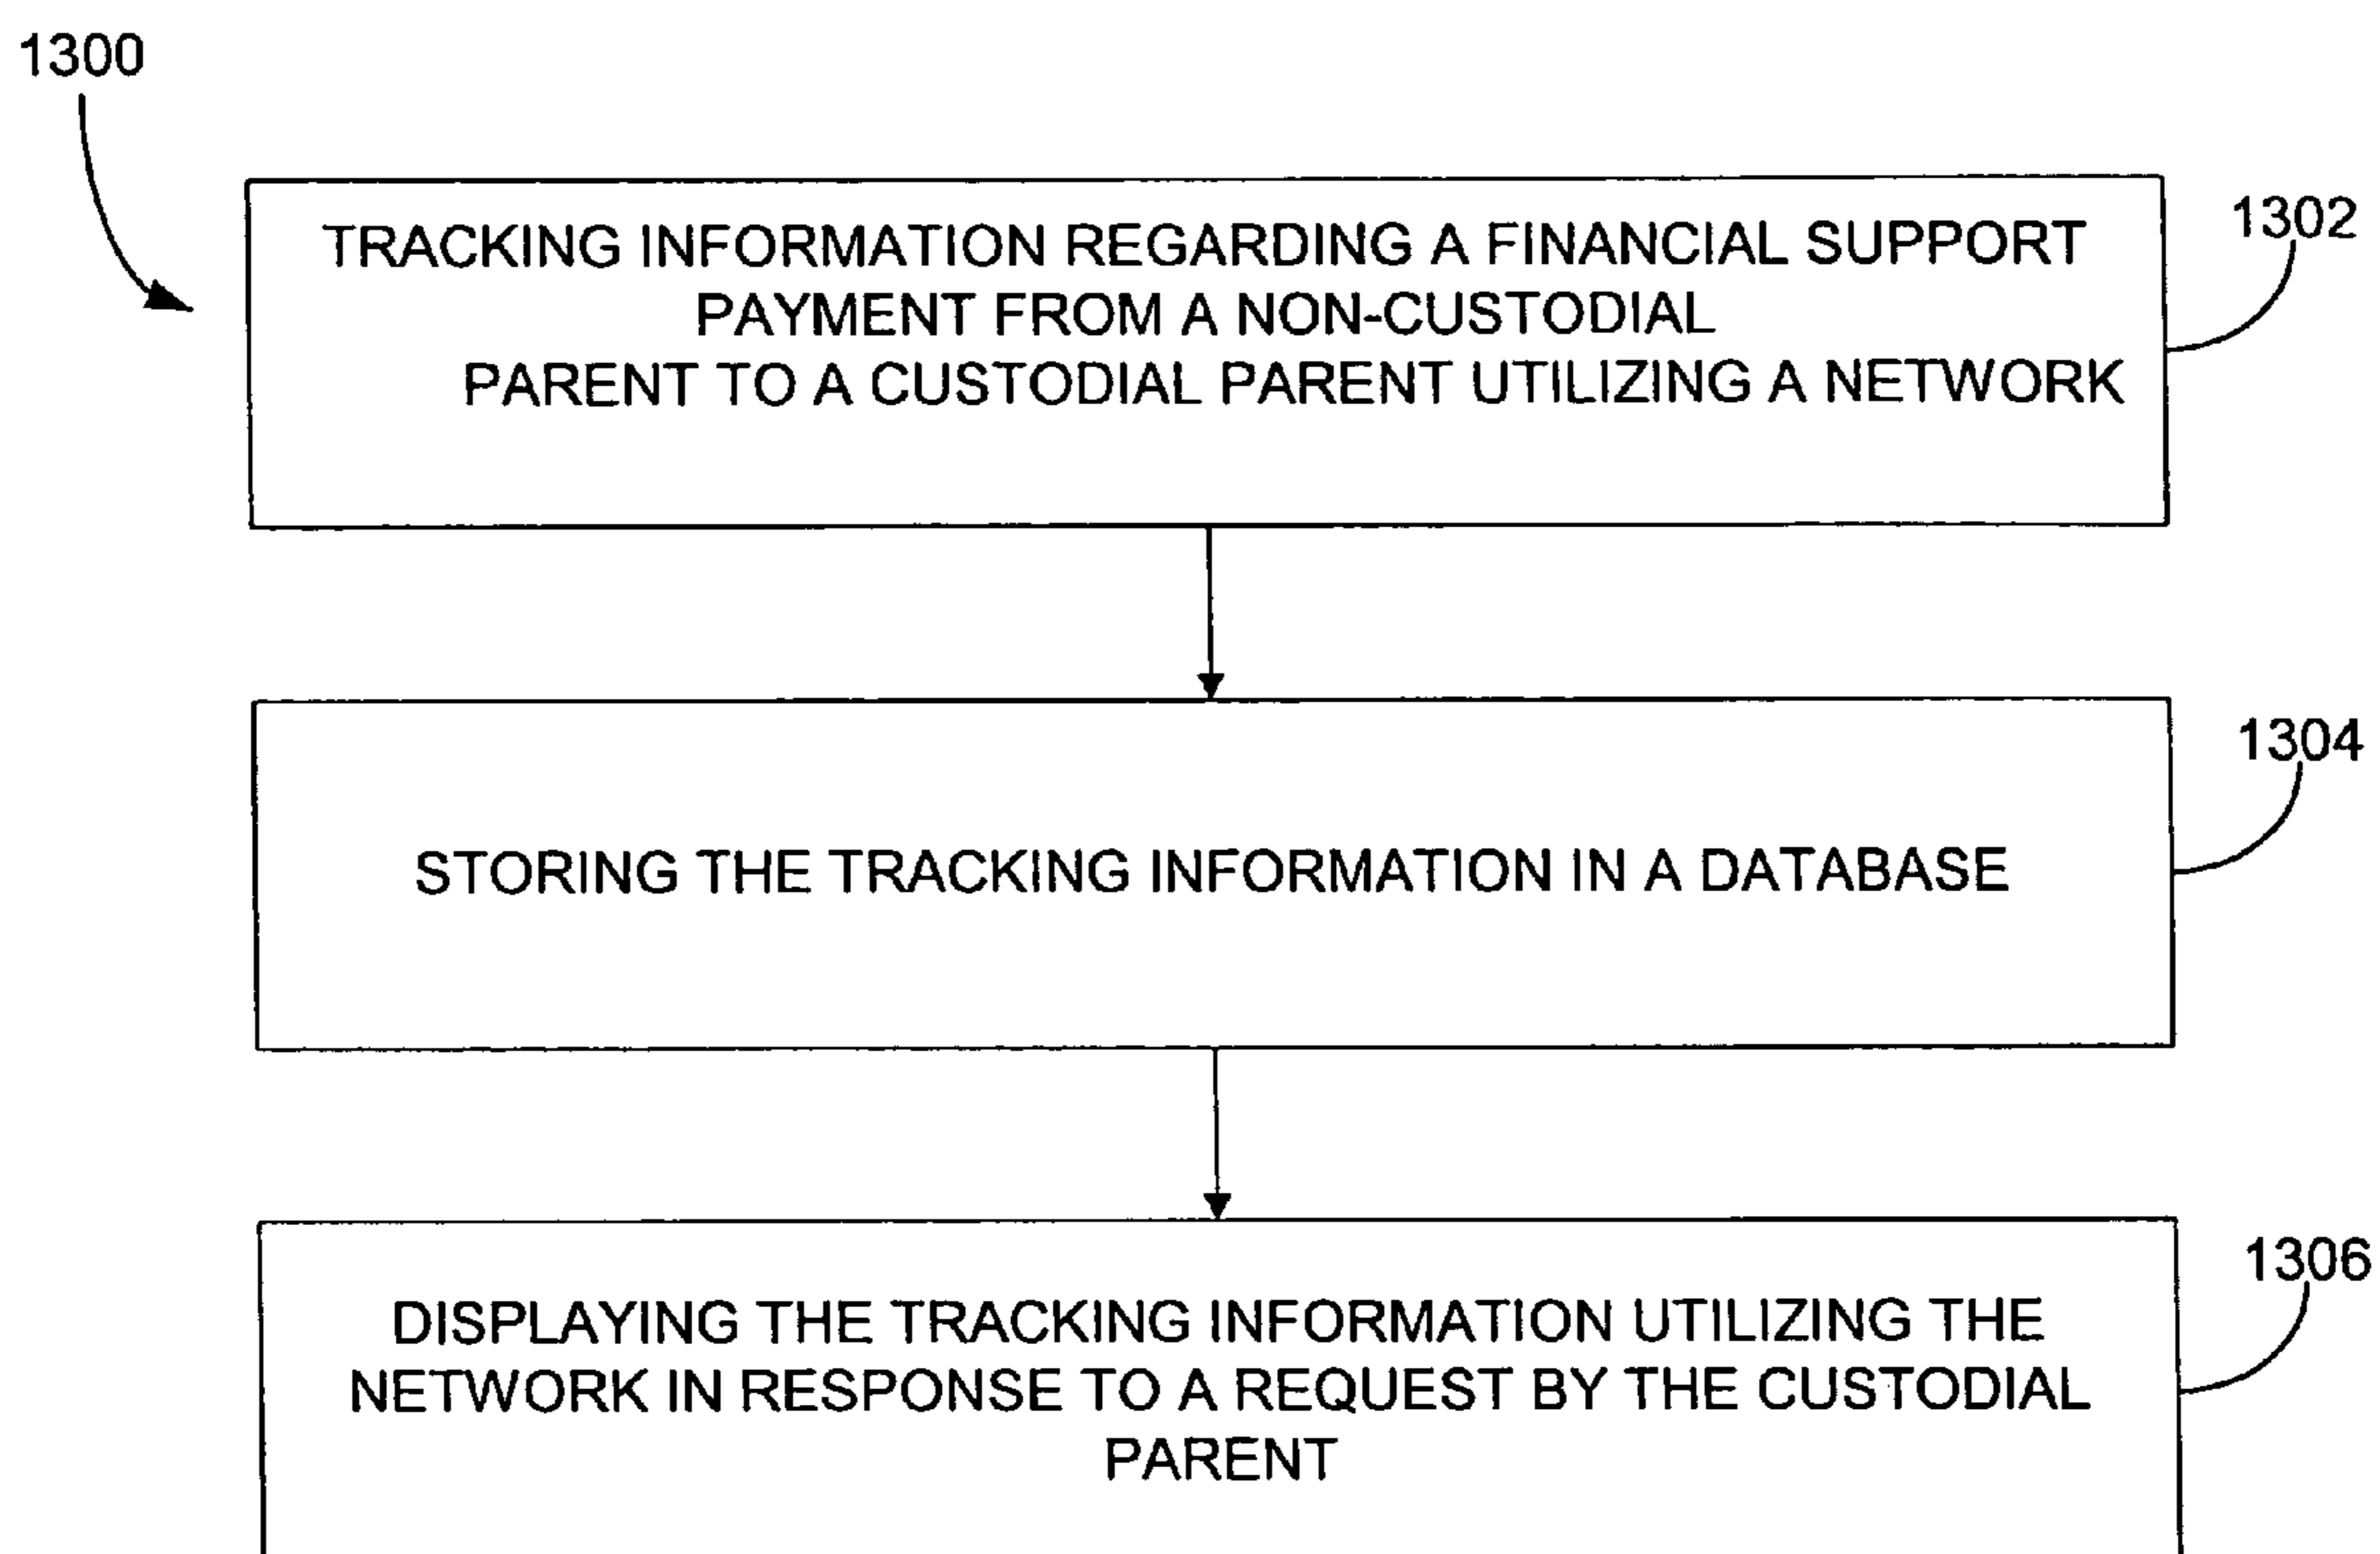 1300
TRACKING INFORMATION REGARDING A FINANCIAL SUPPORT
PAYMENT FROM A NON-CUSTODIAL
PARENT TO A CUSTODIAL PARENT UTILIZING A NETWORK
1302
STORING THE TRACKING INFORMATION IN A DATABASE
1304
DISPLAYING THE TRACKING INFORMATION UTILIZING THE
NETWORK IN RESPONSE TO A REQUEST BY THE CUSTODIAL
PARENT
1306